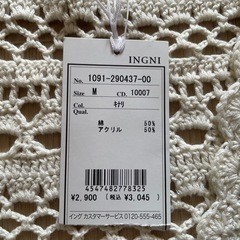 INGNI
No. 1091-290437-00
Size M CD. 10007
Col. ｷﾅﾘ
Qual.
綿 50%
アクリル 50%
4547482778325
¥2,900 (税込 ¥3,045)
イング カスタマーサービス 0120-555-465